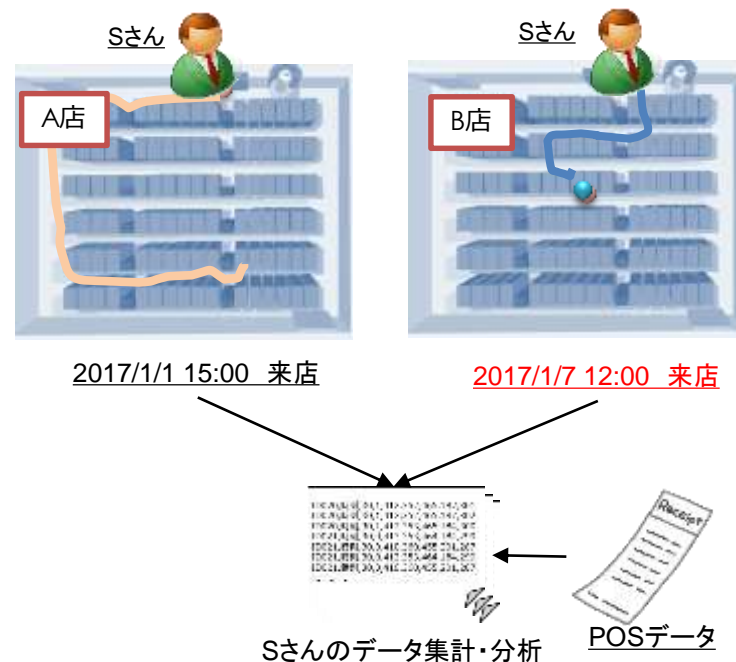 Sさん
Sさん
A店
B店
2017/1/1 15:00 来店
2017/1/7 12:00 来店
Receipt
Sさんのデータ集計・分析
POSデータ